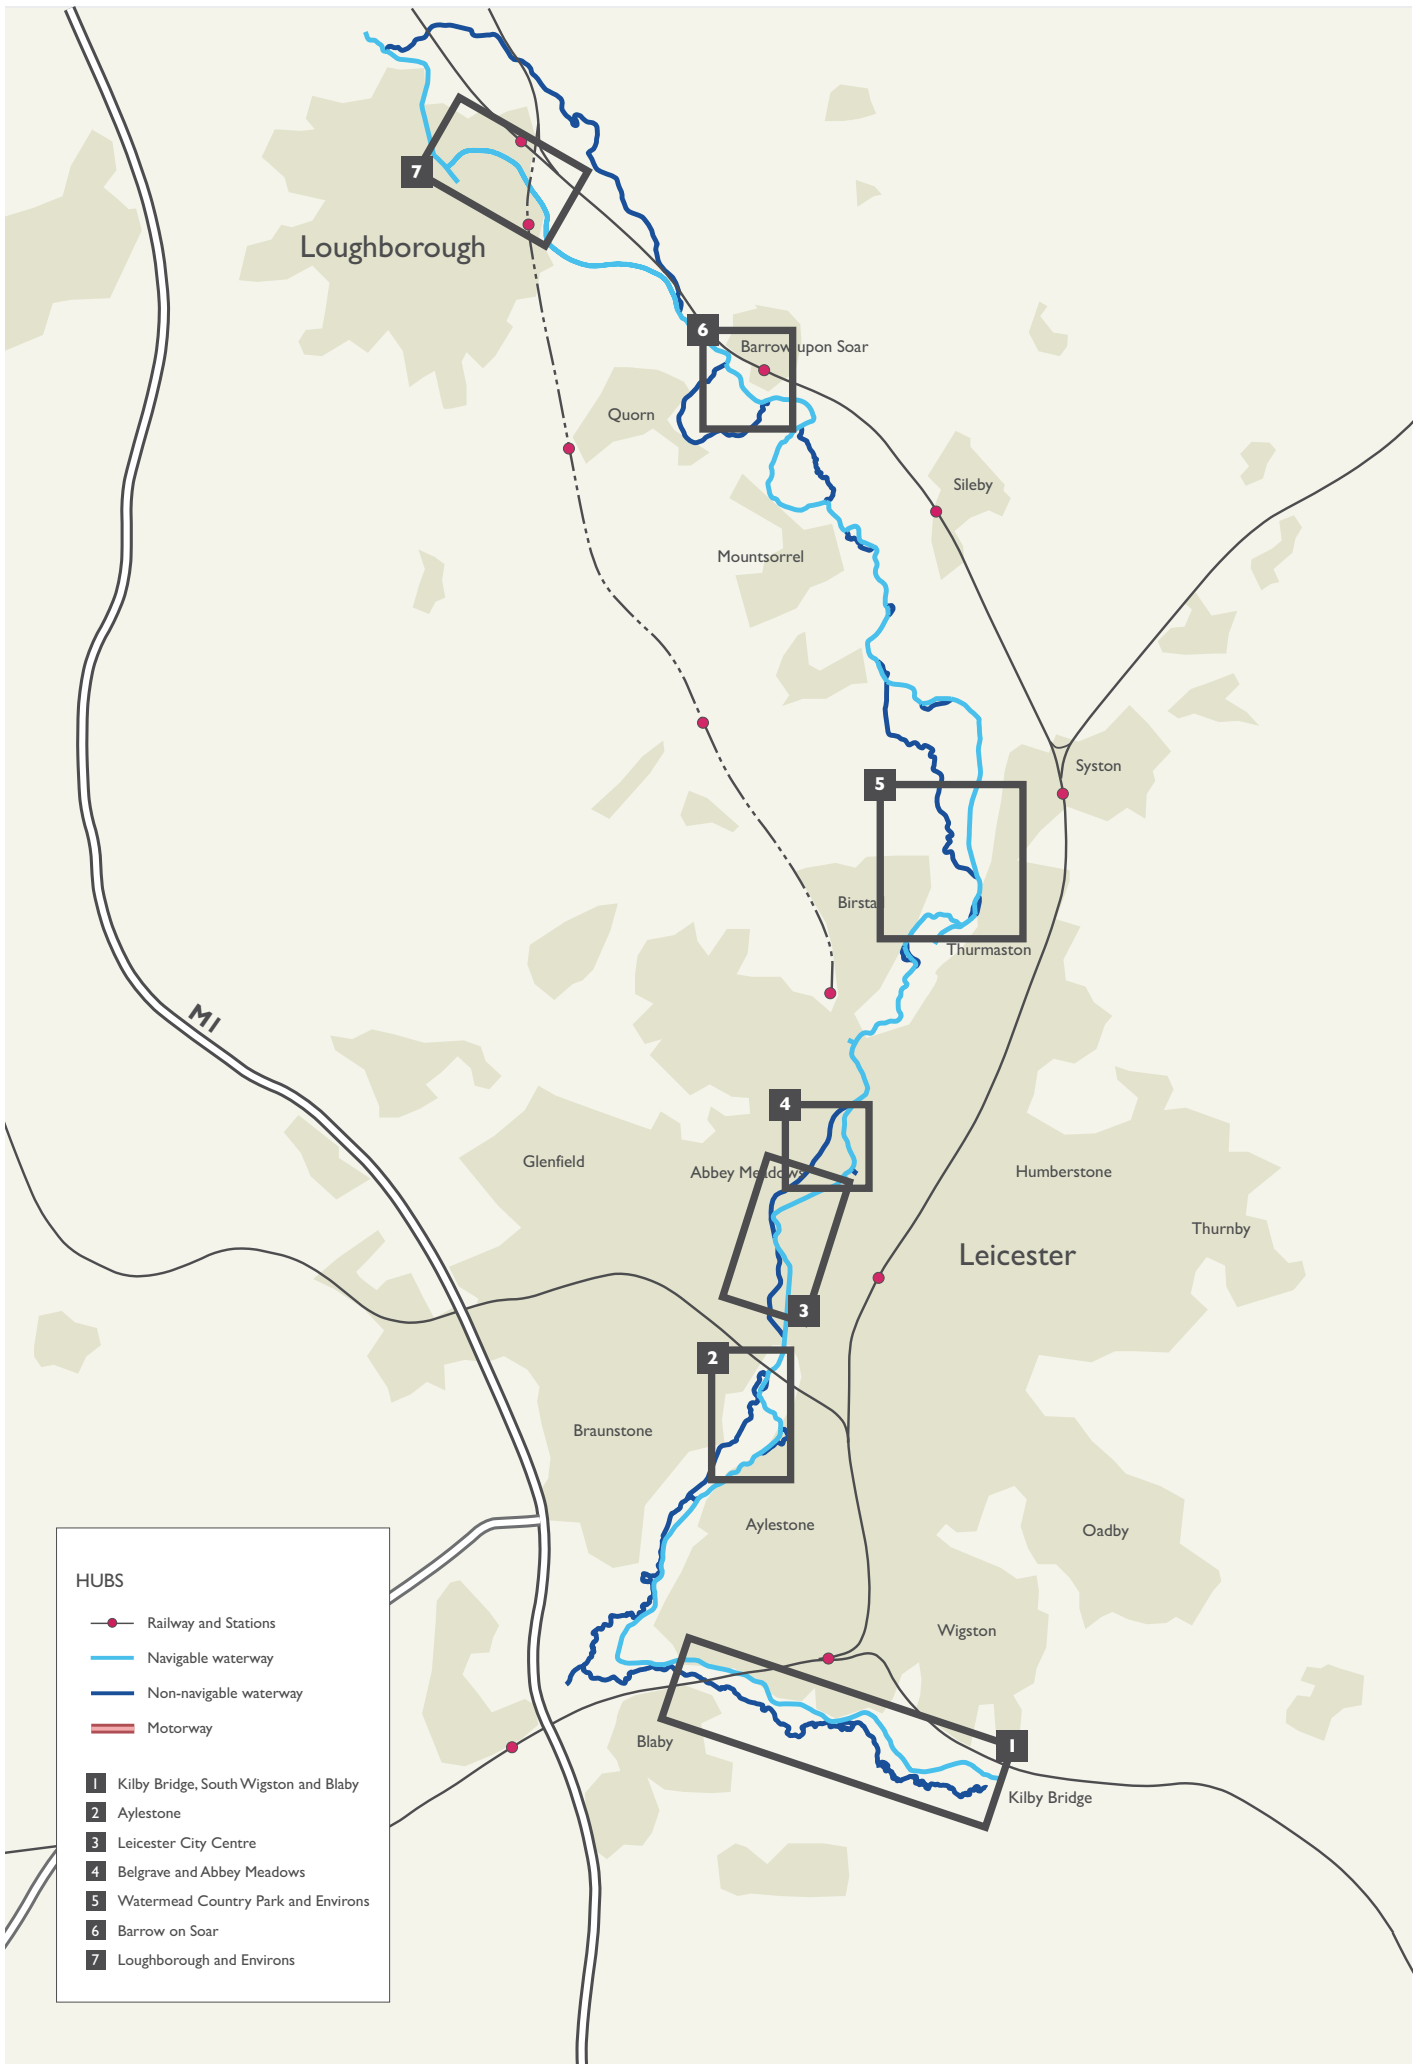 7
Loughborough
6
Barrow upon Soar
Quorn
Sileby
Mountsorrel
Syston
5
Birstal
Thurmaston
M1
4
Glenfield
Abbey Meadows
Humberstone
Thurnby
Leicester
3
2
Braunstone
Aylestone
Oadby
Wigston
Blaby
1
Kilby Bridge
HUBS
Railway and Stations
Navigable waterway
Non-navigable waterway
Motorway
1 Kilby Bridge, South Wigston and Blaby
2 Aylestone
3 Leicester City Centre
4 Belgrave and Abbey Meadows
5 Watermead Country Park and Environs
6 Barrow on Soar
7 Loughborough and Environs